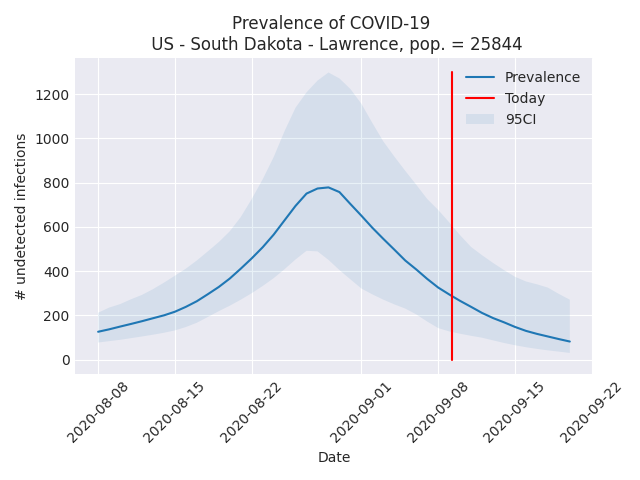 Prevalence of COVID-19
US - South Dakota - Lawrence, pop. = 25844
Prevalence
Today
95CI
1200
1000
800
600
400
200
0
# undetected infections
2020-08-08
2020-08-15
2020-08-22
2020-09-01
2020-09-08
2020-09-15
2020-09-22
Date